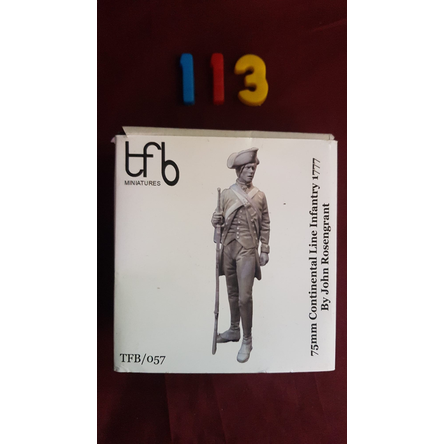 113
tfb
MINIATURES
75mm Continental Line Infantry 1777
By John Rosengrant
TFB/057